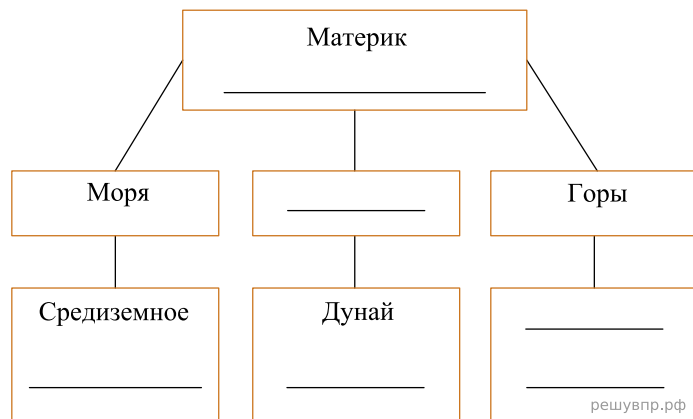 Материк
Моря
Горы
Средиземное
Дунай
решувпр.рф